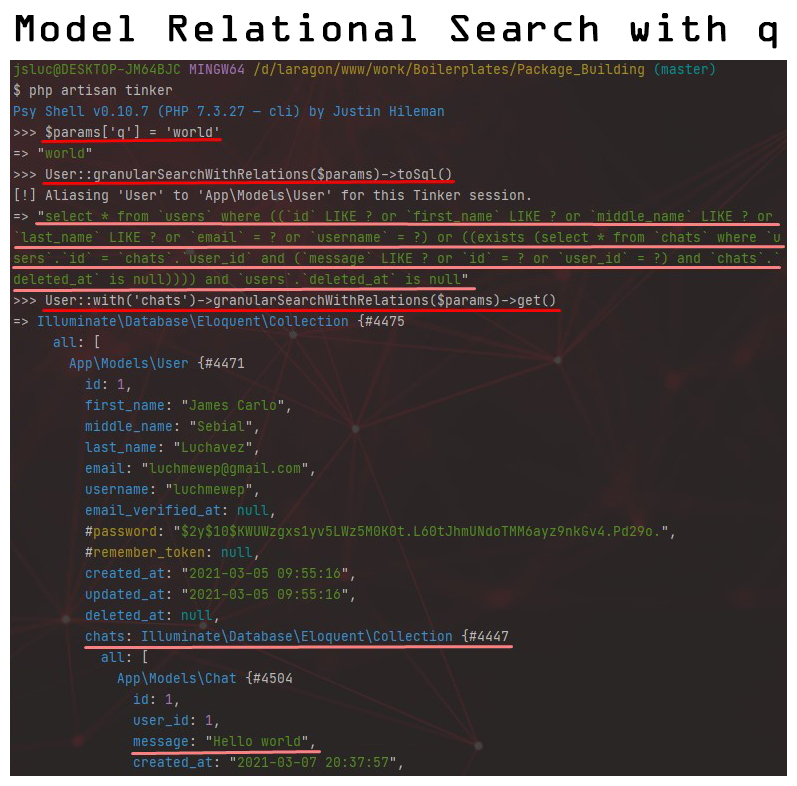 Model Relational Search with q
jsluc@DESKTOP-JM64BJC MINGW64 /d/laragon/www/work/Boilerplates/Package_Building (master)
$ php artisan tinker
Psy Shell v0.10.7 (PHP 7.3.27 — cli) by Justin Hileman
>>> $params['q'] = 'world'
=> "world"
>>> User::granularSearchWithRelations($params)->toSql()
[!] Aliasing 'User' to 'App\Models\User' for this Tinker session.
=> "select * from `users` where ((`id` LIKE ? or `first_name` LIKE ? or `middle_name` LIKE ? or
`last_name` LIKE ? or `email` = ? or `username` = ?) or ((exists (select * from `chats` where `u
sers`.`id` = `chats`.`user_id` and (`message` LIKE ? or `id` = ? or `user_id` = ?) and `chats`.`
deleted_at` is null)))) and `users`.`deleted_at` is null"
>>> User::with('chats')->granularSearchWithRelations($params)->get()
=> Illuminate\Database\Eloquent\Collection {#4475
all: [
App\Models\User {#4471
id: 1,
first_name: "James Carlo",
middle_name: "Sebial",
last_name: "Luchavez",
email: "luchmewep@gmail.com",
username: "luchmewep",
email_verified_at: null,
#password: "$2y$10$KWUWzgxs1yv5LWz5M0K0t.L60tJhmUNdoTMM6ayz9nkGv4.Pd29o.",
#remember_token: null,
created_at: "2021-03-05 09:55:16",
updated_at: "2021-03-05 09:55:16",
deleted_at: null,
chats: Illuminate\Database\Eloquent\Collection {#4447
all: [
App\Models\Chat {#4504
id: 1,
user_id: 1,
message: "Hello world",
created_at: "2021-03-07 20:37:57",